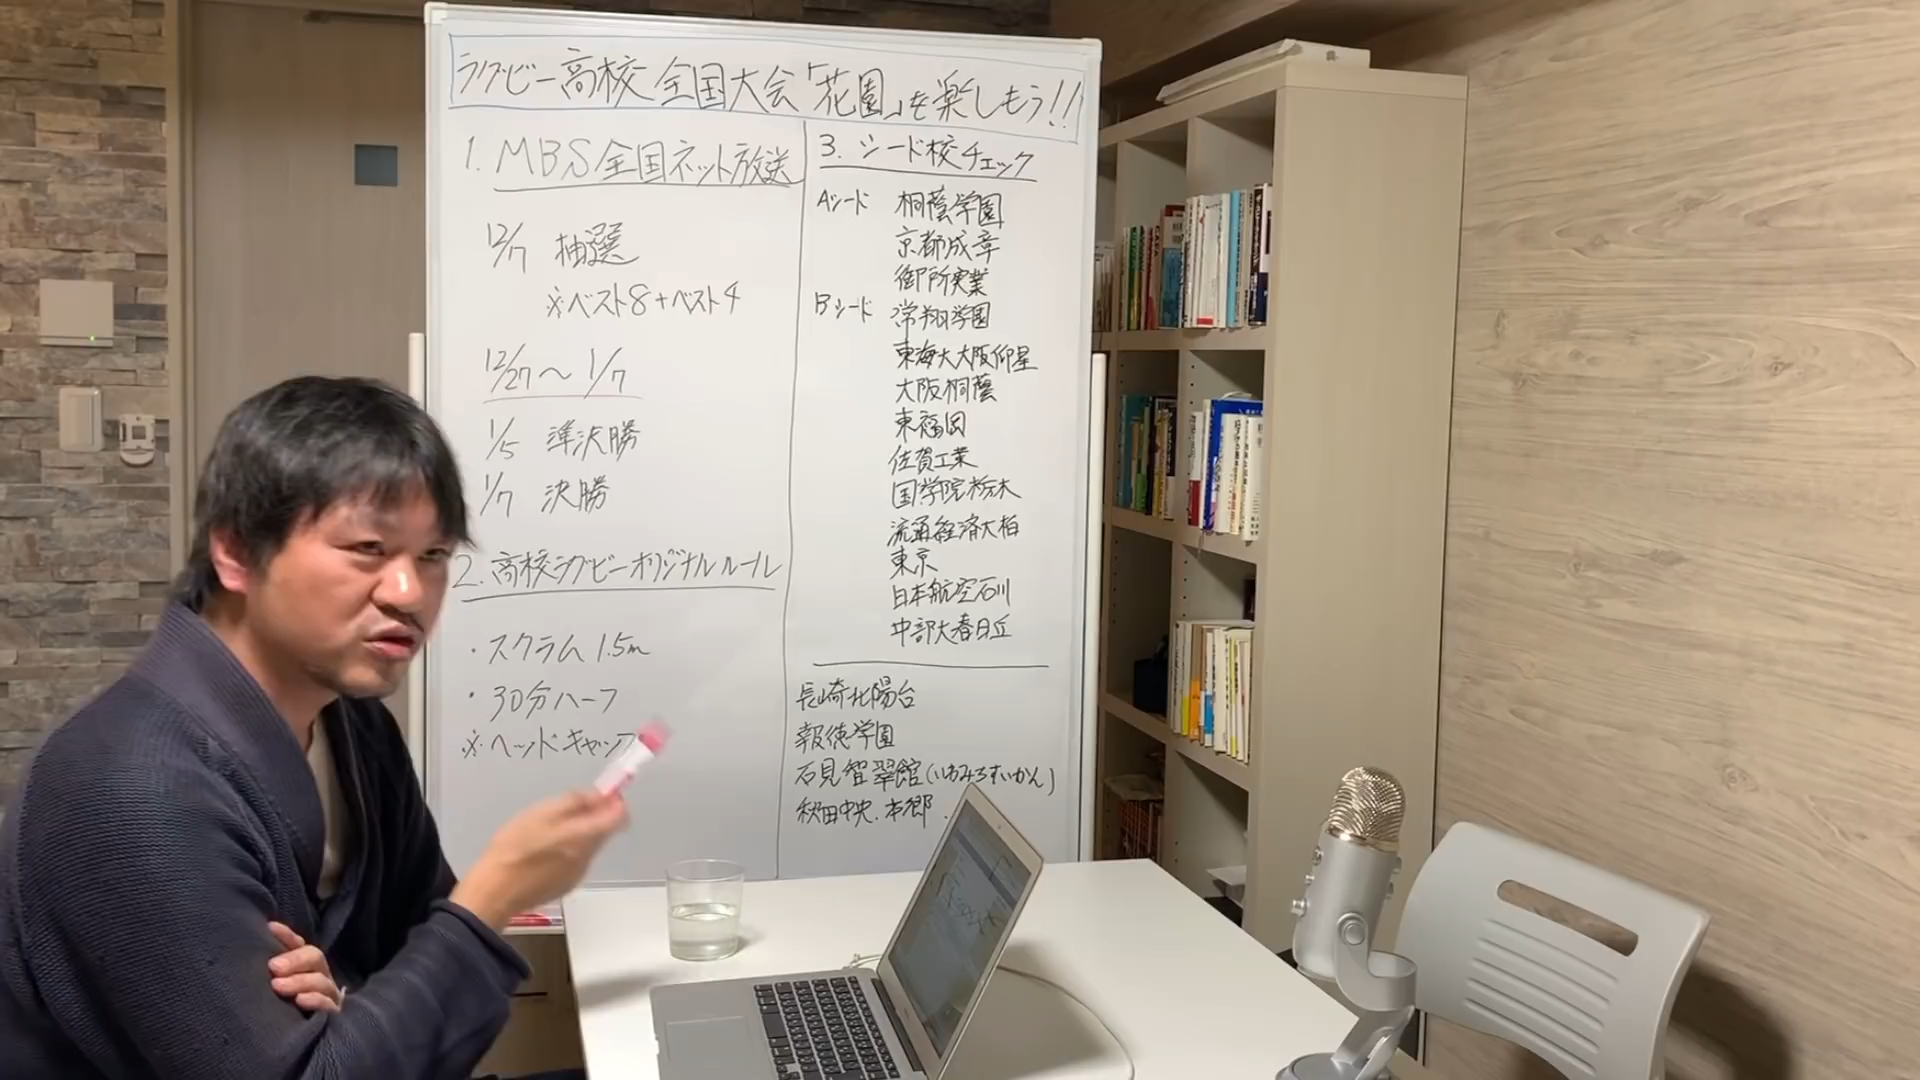 ラグビー高校全国大会「花園」を楽しもう!!
1. MBS全国ネット放送
12/7 抽選
※ベスト8+ベスト4
12/27〜1/7
1/5 準決勝
1/7 決勝
2. 高校ラグビーオリジナルルール
・スクラム 1.5m
・30分ハーフ
※ヘッドキャップ
3. シード校チェック
Aシード 桐蔭学園
京都成章
御所実業
Bシード 常翔学園
東海大大阪仰星
大阪桐蔭
東福岡
佐賀工業
国学院栃木
流通経済大柏
東京
日本航空石川
中部大春日丘
長崎北陽台
報徳学園
石見智翠館(いわみちすいかん)
秋田中央、本郷